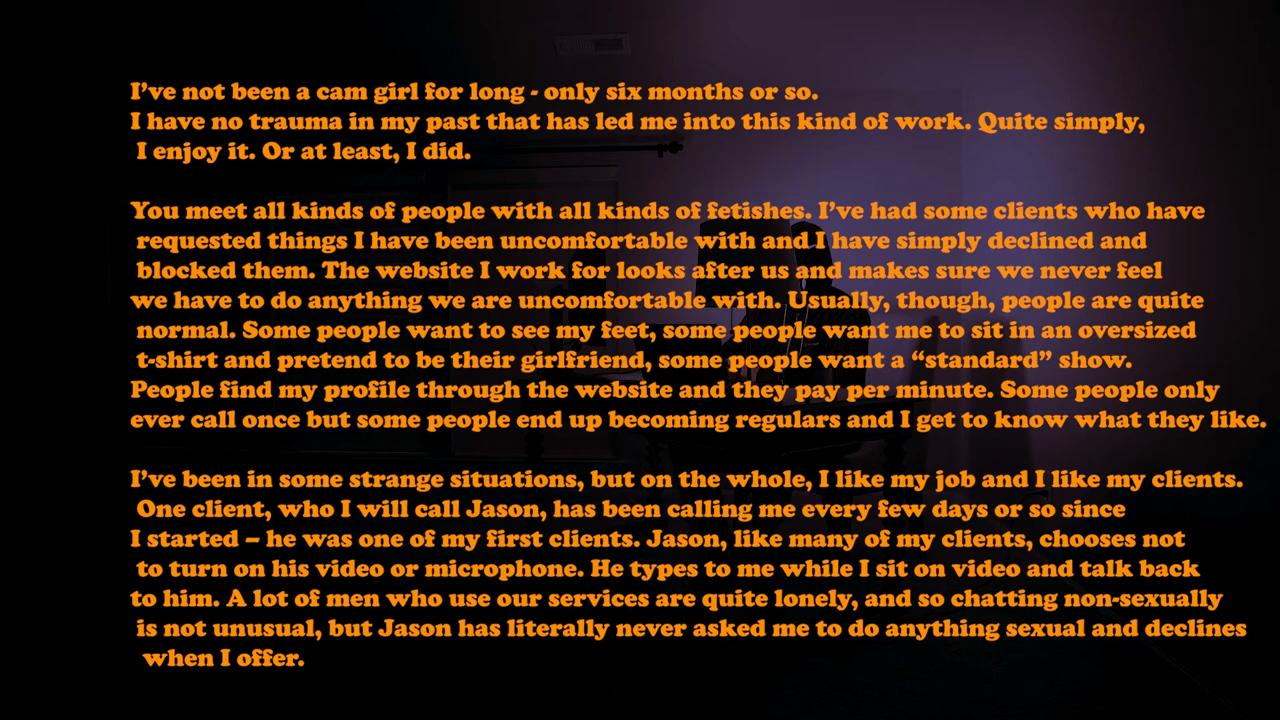 I’ve not been a cam girl for long - only six months or so.
I have no trauma in my past that has led me into this kind of work. Quite simply,
I enjoy it. Or at least, I did.
You meet all kinds of people with all kinds of fetishes. I’ve had some clients who have
requested things I have been uncomfortable with and I have simply declined and
blocked them. The website I work for looks after us and makes sure we never feel
we have to do anything we are uncomfortable with. Usually, though, people are quite
normal. Some people want to see my feet, some people want me to sit in an oversized
t-shirt and pretend to be their girlfriend, some people want a “standard” show.
People find my profile through the website and they pay per minute. Some people only
ever call once but some people end up becoming regulars and I get to know what they like.
I’ve been in some strange situations, but on the whole, I like my job and I like my clients.
One client, who I will call Jason, has been calling me every few days or so since
I started – he was one of my first clients. Jason, like many of my clients, chooses not
to turn on his video or microphone. He types to me while I sit on video and talk back
to him. A lot of men who use our services are quite lonely, and so chatting non-sexually
is not unusual, but Jason has literally never asked me to do anything sexual and declines
when I offer.